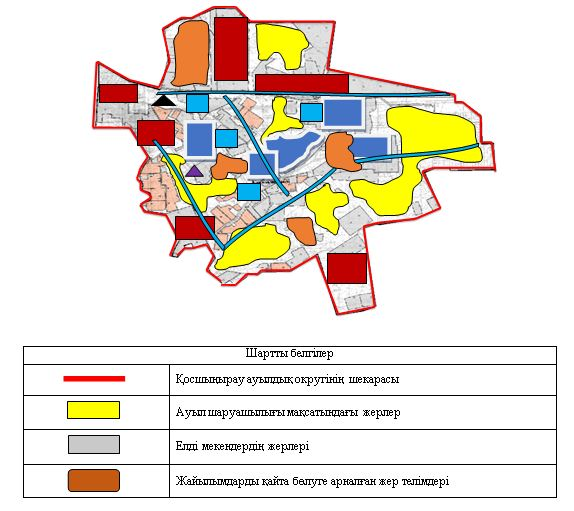 Шартты белгілер
Қосшыңырау ауылдық округінің шекарасы
Ауыл шаруашылығы мақсатындағы жерлер
Елді мекендердің жерлері
Жайылымдарды қайта бөлуге арналған жер телімдері